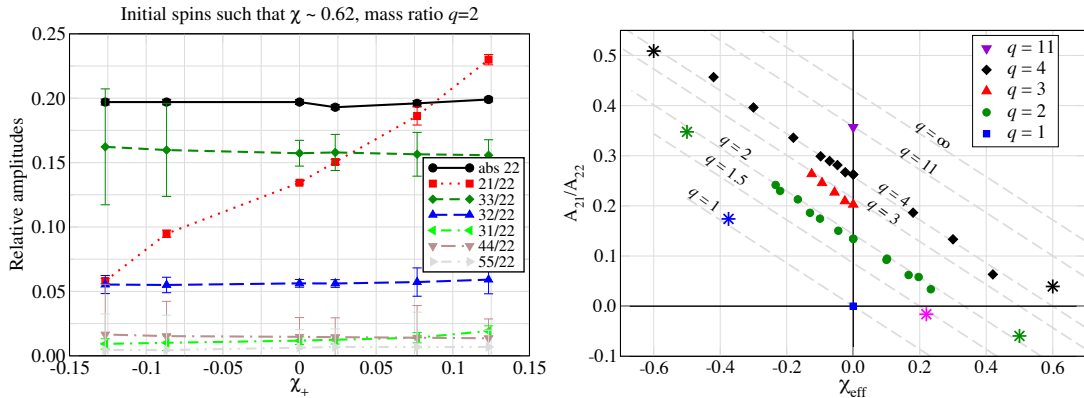 Initial spins such that χ ~ 0.62, mass ratio q=2
Relative amplitudes
0.25
0.20
0.15
0.10
0.05
0.00
-0.15
-0.1
-0.05
0
0.05
0.1
0.15
χ+
abs 22
21/22
33/22
32/22
31/22
44/22
55/22
A21/A22
0.5
0.4
0.3
0.2
0.1
0.0
-0.1
-0.6
-0.4
-0.2
0.0
0.2
0.4
0.6
χeff
q = 11
q = 4
q = 3
q = 2
q = 1
q = ∞
q = 11
q = 2
q = 1.5
q = 1
q = 4
q = 3